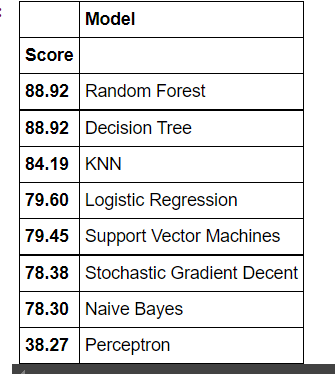 Model
Score
88.92 Random Forest
88.92 Decision Tree
84.19 KNN
79.60 Logistic Regression
79.45 Support Vector Machines
78.38 Stochastic Gradient Decent
78.30 Naive Bayes
38.27 Perceptron